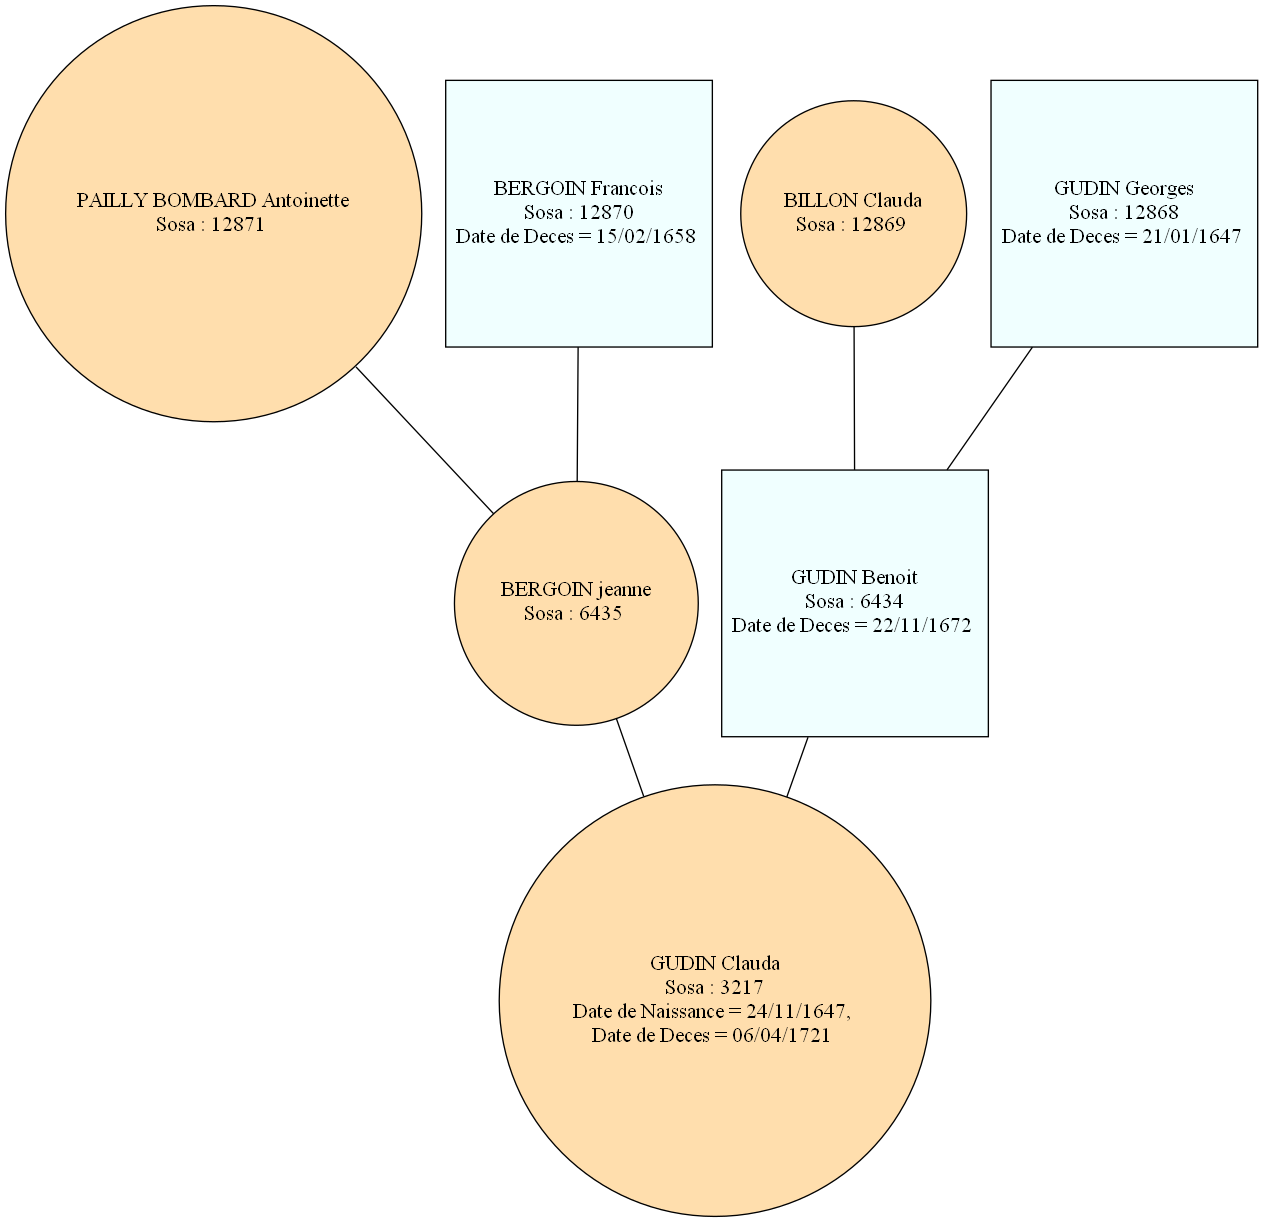 PAILLY BOMBARD Antoinette
Sosa : 12871
BERGOIN Francois
Sosa : 12870
Date de Deces = 15/02/1658
BILLON Clauda
Sosa : 12869
GUDIN Georges
Sosa : 12868
Date de Deces = 21/01/1647
BERGOIN jeanne
Sosa : 6435
GUDIN Benoit
Sosa : 6434
Date de Deces = 22/11/1672
GUDIN Clauda
Sosa : 3217
Date de Naissance = 24/11/1647,
Date de Deces = 06/04/1721